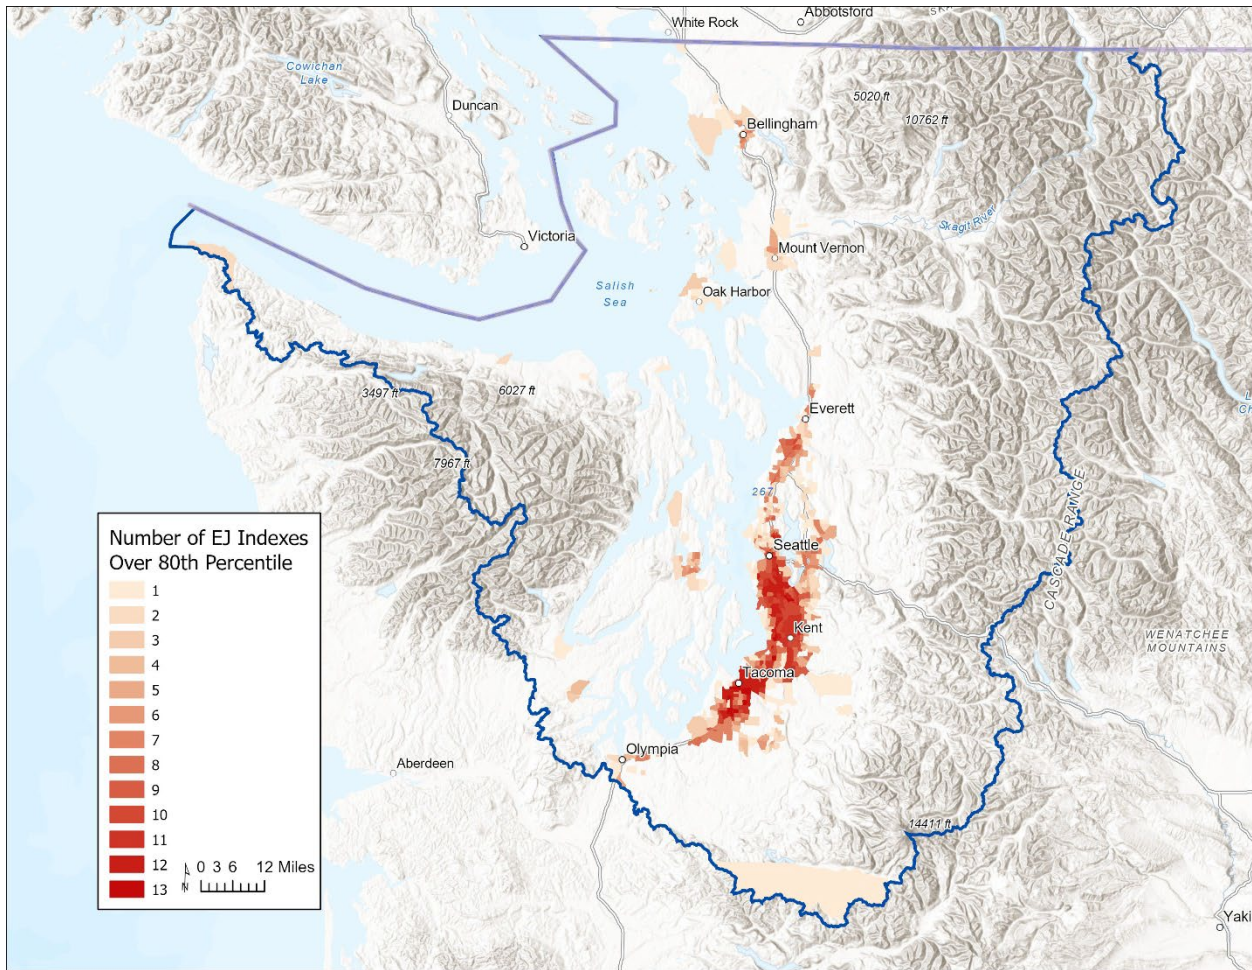 White Rock
Abbotsford
Cowichan
Lake
Duncan
5020 ft
10762 ft
Bellingham
Skagit River
Victoria
Mount Vernon
Salish
Sea
Oak Harbor
3497 ft
6027 ft
Everett
7967 ft
267
CASCADE RANGE
Seattle
Kent
WENATCHEE
MOUNTAINS
Tacoma
Olympia
Aberdeen
14411 ft
Yaki
Number of EJ Indexes
Over 80th Percentile
1
2
3
4
5
6
7
8
9
10
11
12
13
N
0 3 6 12 Miles